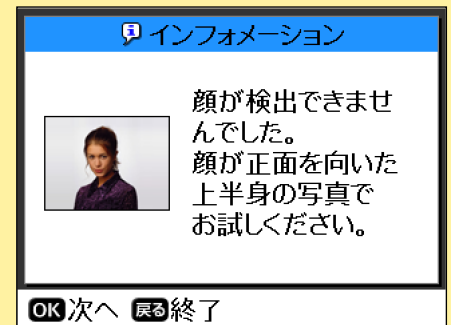 インフォメーション
顔が検出できませ
んでした。
顔が正面を向いた
上半身の写真で
お試しください。
OK次へ 戻る終了